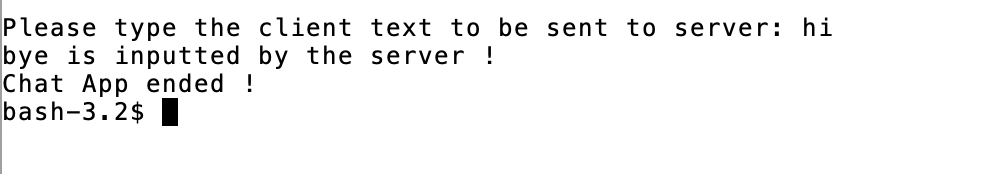 Please type the client text to be sent to server: hi
bye is inputted by the server !
Chat App ended !
bash-3.2$